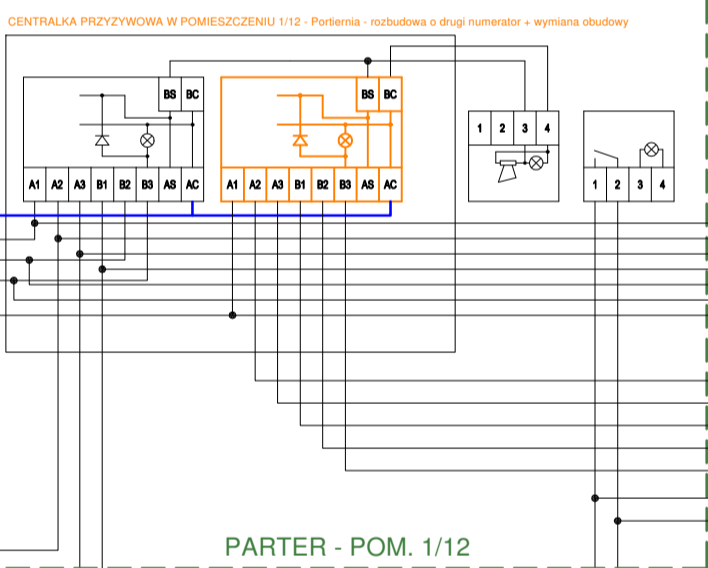 CENTRALKA PRZYZYWOWA W POMIESZCZENIU 1/12 - Portiernia - rozbudowa o drugi numerator + wymiana obudowy
BS BC
BS BC
1 2 3 4
A1 A2 A3 B1 B2 B3 AS AC
A1 A2 A3 B1 B2 B3 AS AC
1 2 3 4
PARTER - POM. 1/12